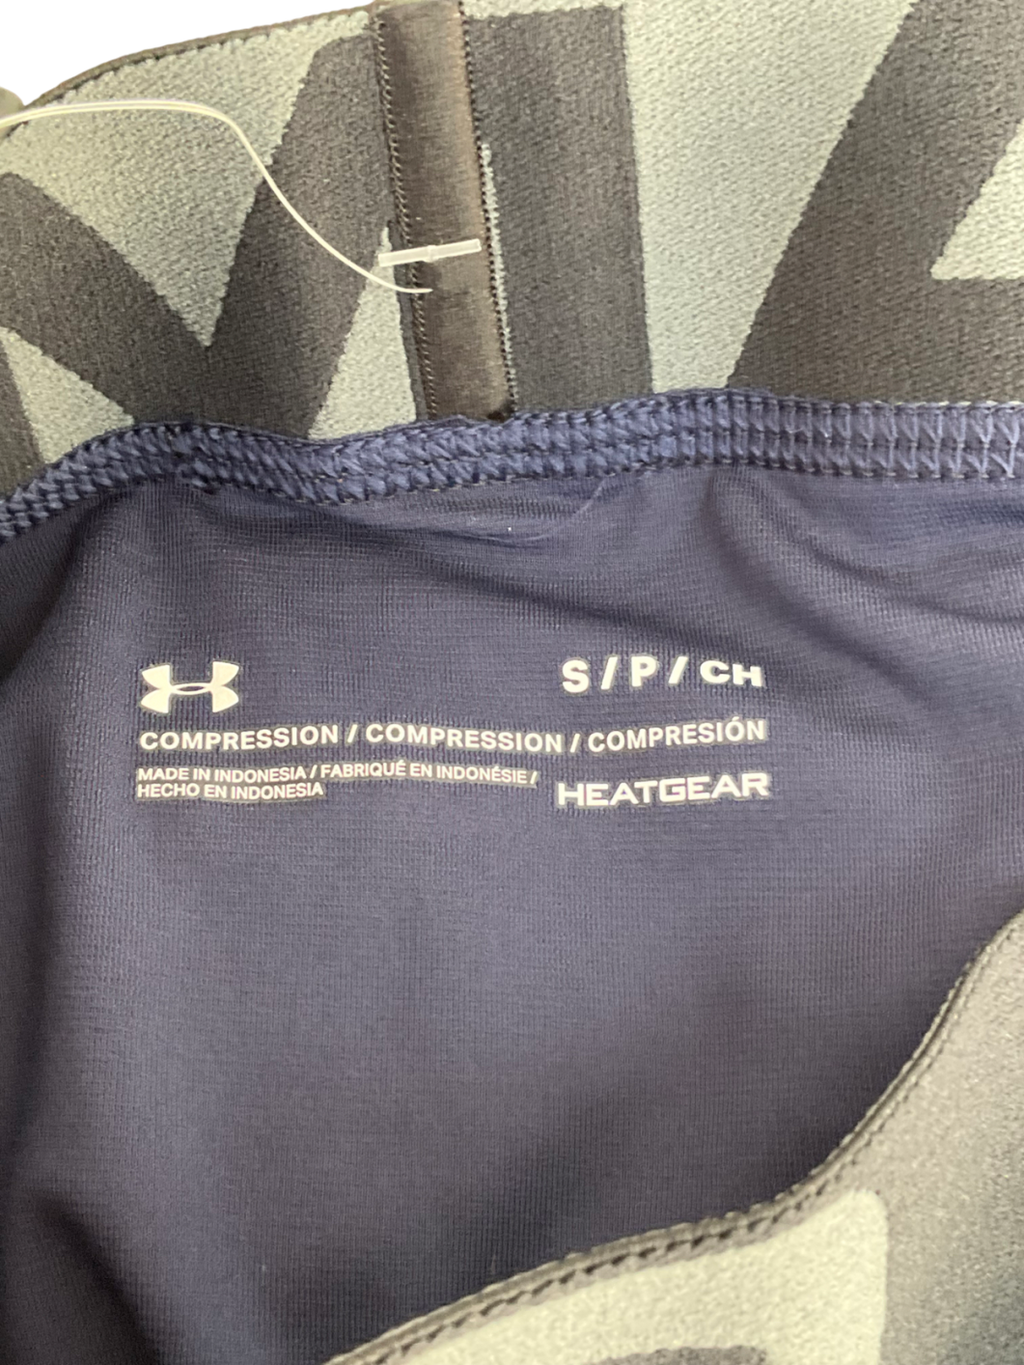 S / P / CH
COMPRESSION / COMPRESSION / COMPRESIÓN
MADE IN INDONESIA / FABRIQUÉ EN INDONÉSIE /
HECHO EN INDONESIA
HEATGEAR